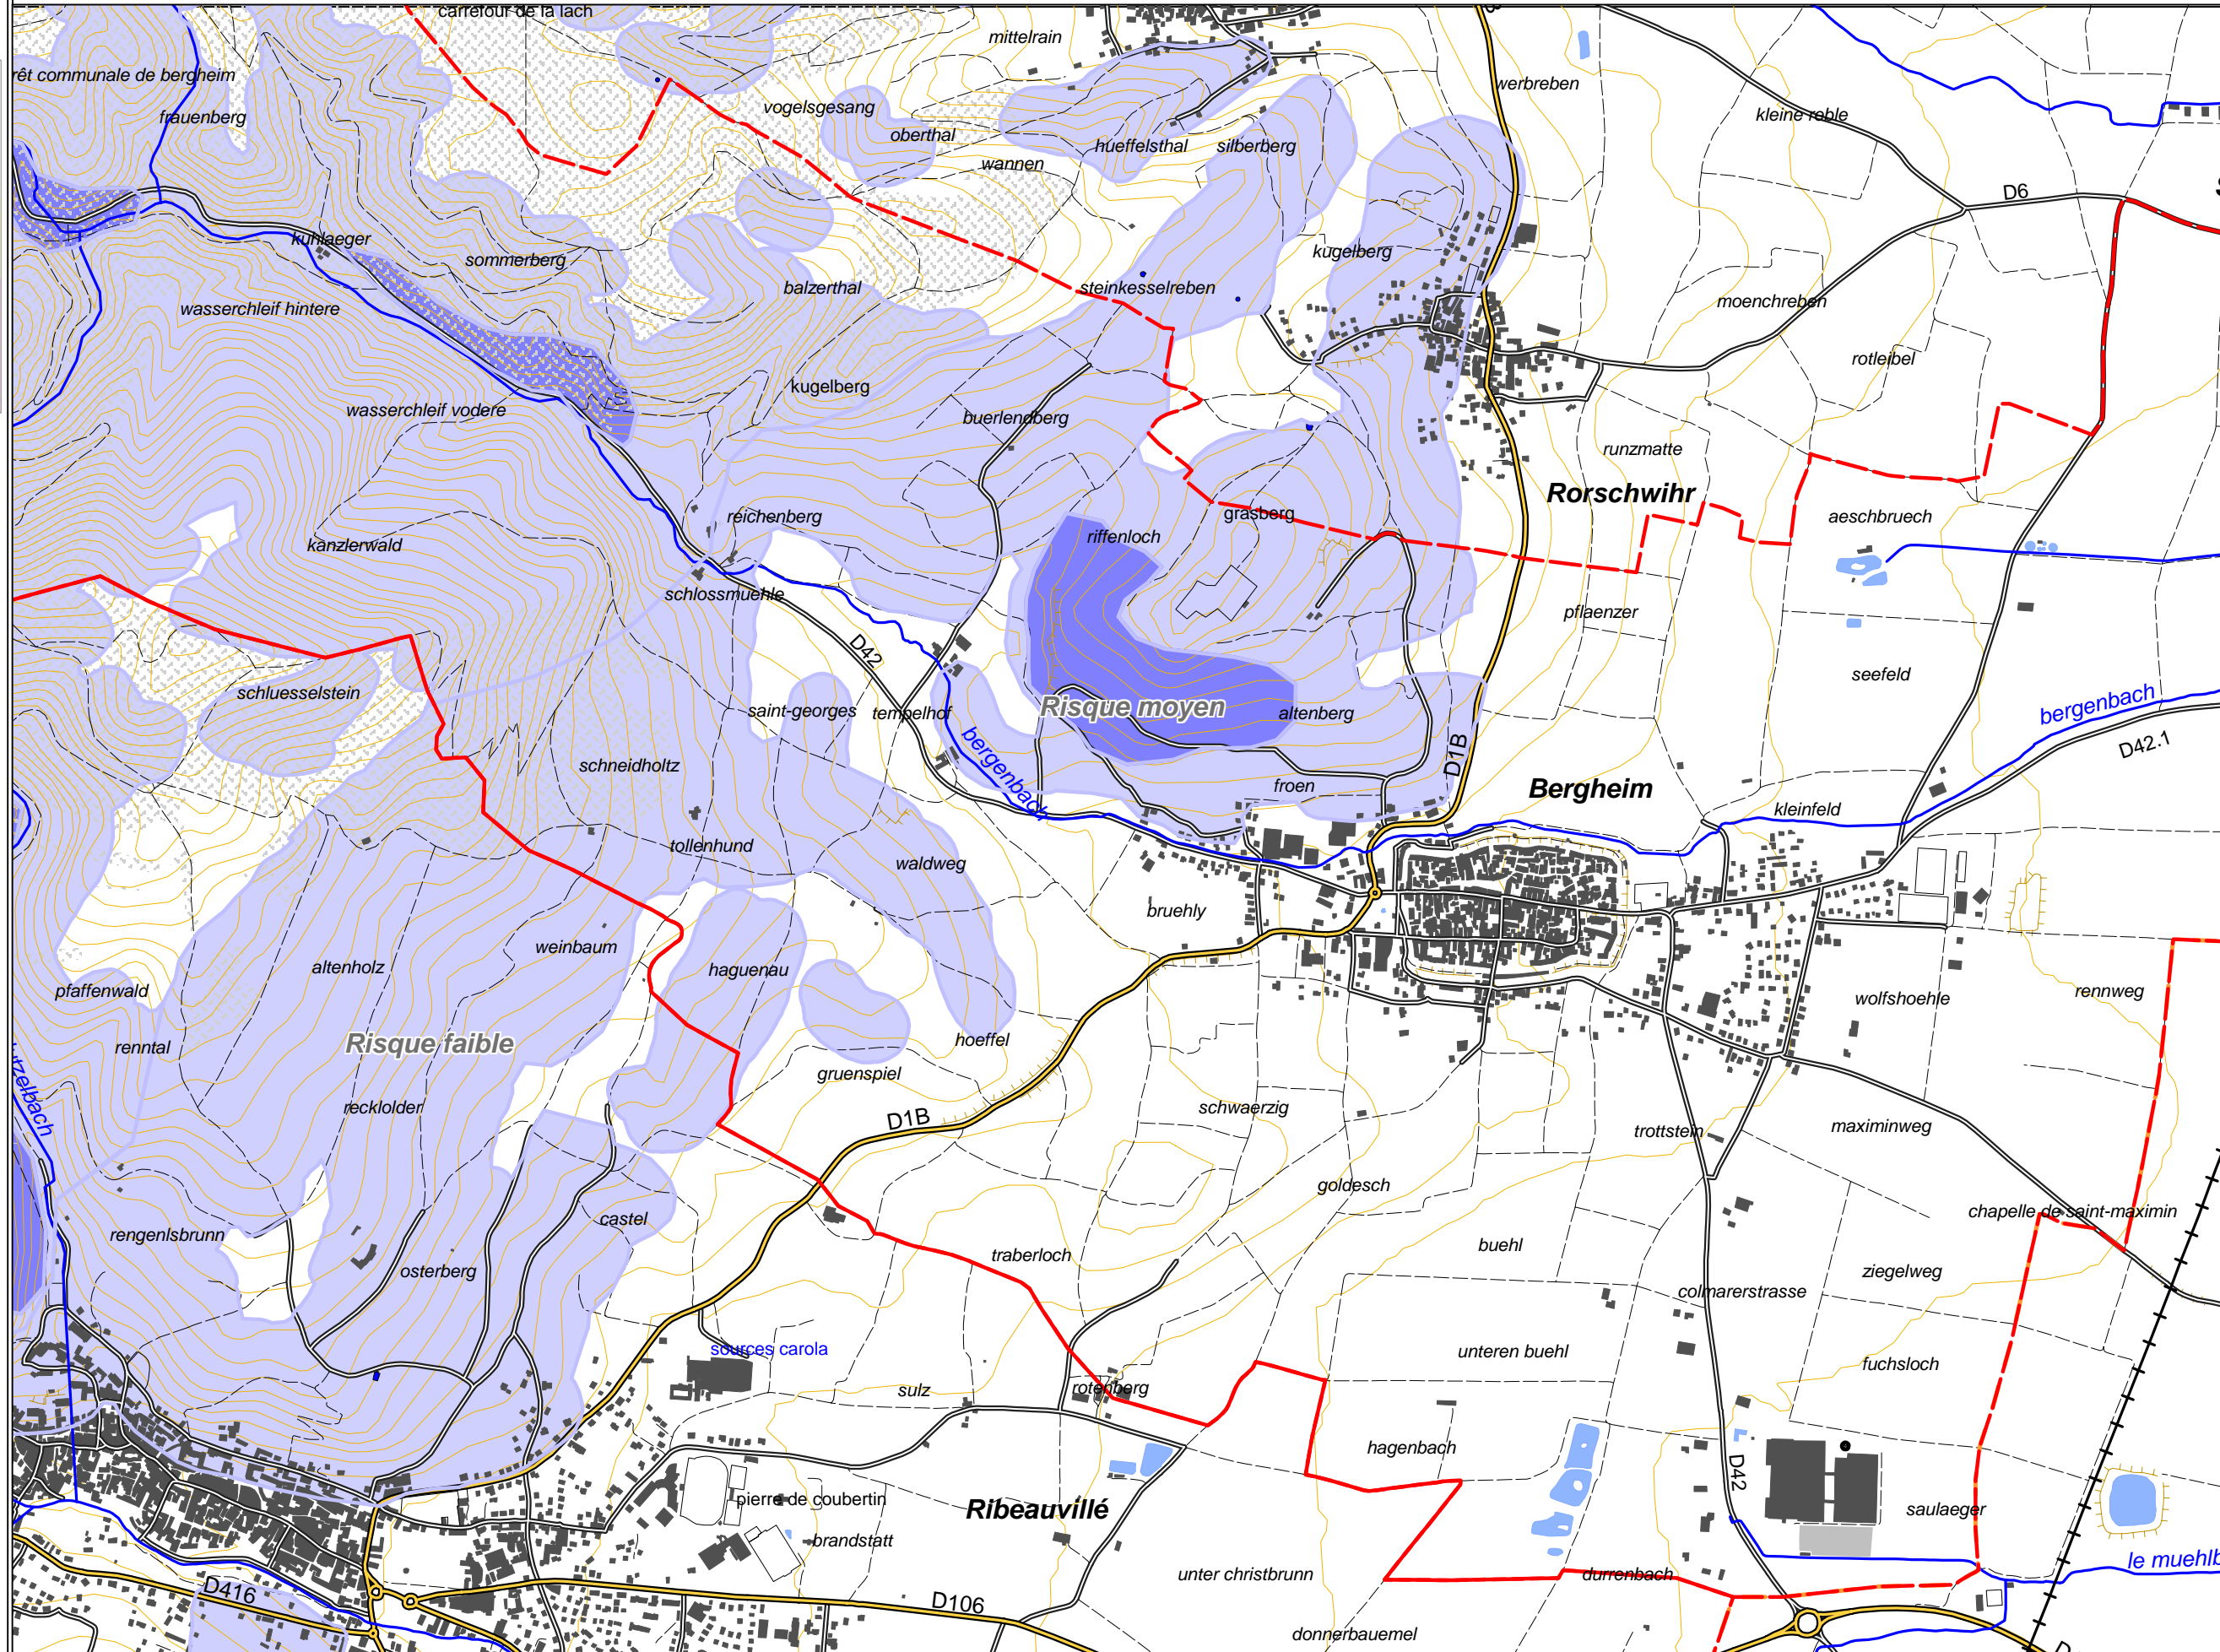 carrefour de la lach
mittelrain
rêt communale de bergheim
frauenberg
vogelsgesang
oberthal
wannen
hueffelsthal
silberberg
werbreben
kleine roble
D6
kuhlaeger
sommerberg
wasserchleif hintere
balzerthal
steinkesselreben
kugelberg
moenchreben
rotleibel
kugelberg
wasserchleif vodere
buerlendberg
runzmatte
Rorschwihr
reichenberg
grasberg
riffenloch
aeschbruech
kanzlerwald
schlossmuehle
pflaenzer
D42
seefeld
schluesselstein
saint-georges
tempelhof
Risque moyen
altenberg
bergenbach
D42.1
bergenbach
D1B
schneidholtz
froen
Bergheim
kleinfeld
tollenhund
waldweg
bruehly
weinbaum
altenholz
haguenau
pfaffenwald
wolfshoehle
rennweg
renntal
Risque faible
hoeffel
gruenspiel
recklolder
D1B
schwaerzig
trottstein
maximinweg
goldesch
castel
rengenlsbrunn
chapelle de saint-maximin
traberloch
buehl
osterberg
ziegelweg
colmarerstrasse
sources carola
unteren buehl
fuchsloch
sulz
rotenberg
hagenbach
D42
pierre de coubertin
Ribeauvillé
saulaeger
brandstatt
le muehlb
unter christbrunn
durrenbach
D416
D106
donnerbauemel